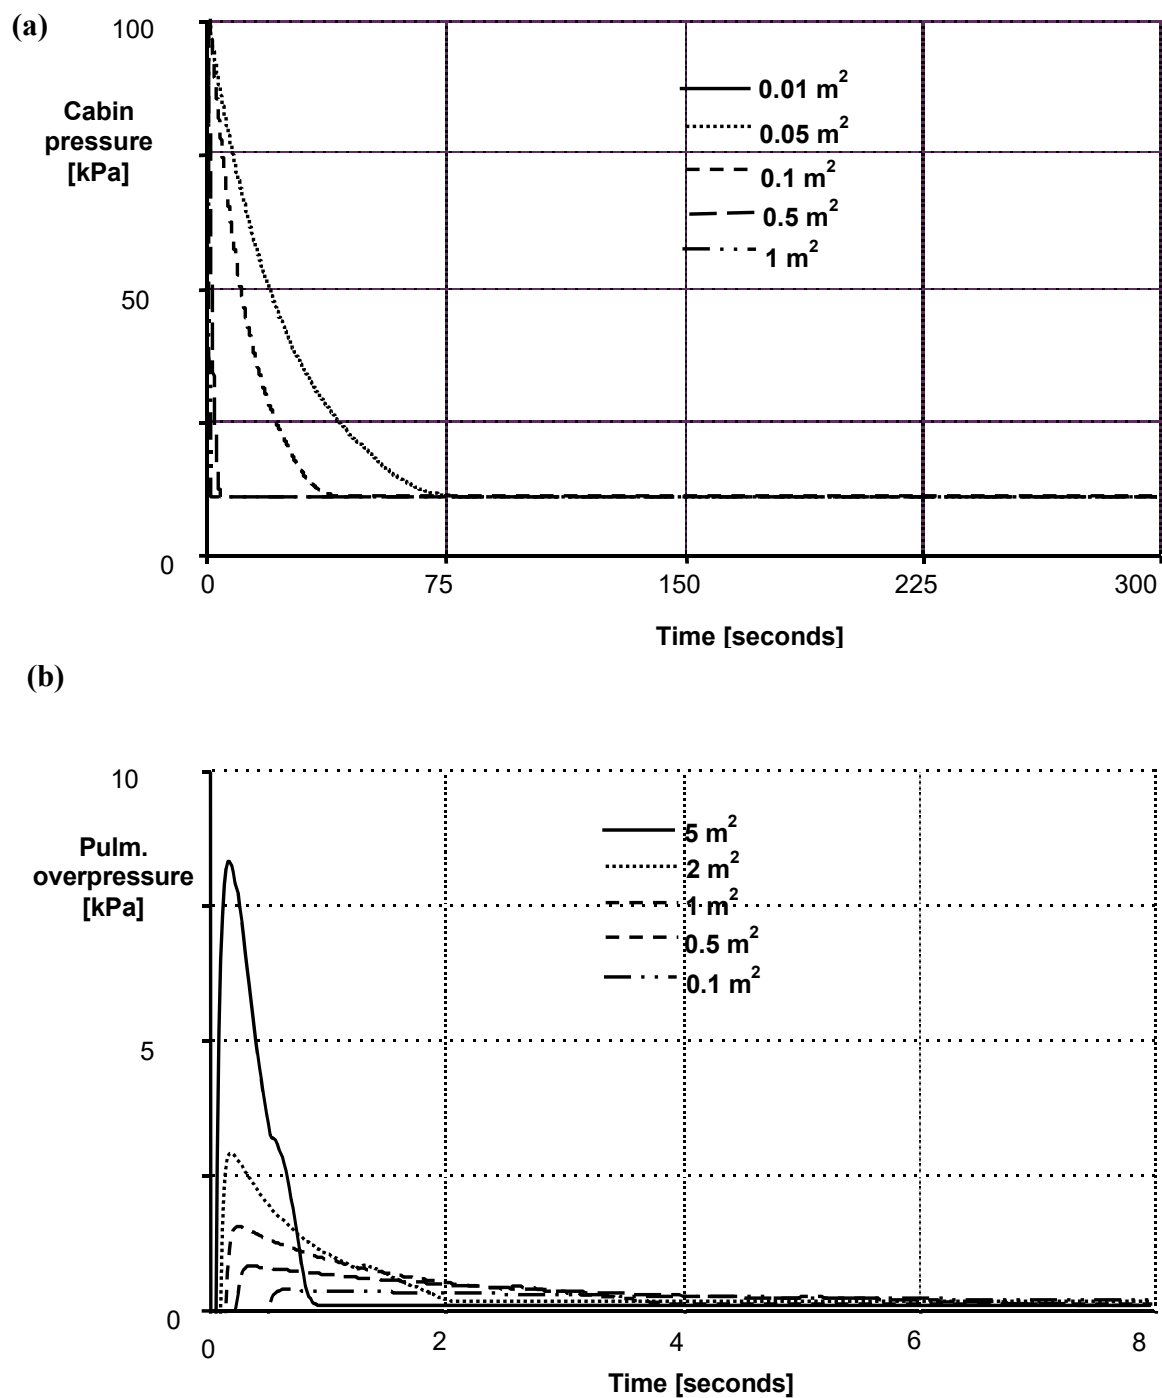 (a)
100
Cabin
pressure
[kPa]
50
0
0.01 m²
0.05 m²
0.1 m²
0.5 m²
1 m²
0 75 150 225 300
Time [seconds]
(b)
10
Pulm.
overpressure
[kPa]
5
0
5 m²
2 m²
1 m²
0.5 m²
0.1 m²
0 2 4 6 8
Time [seconds]